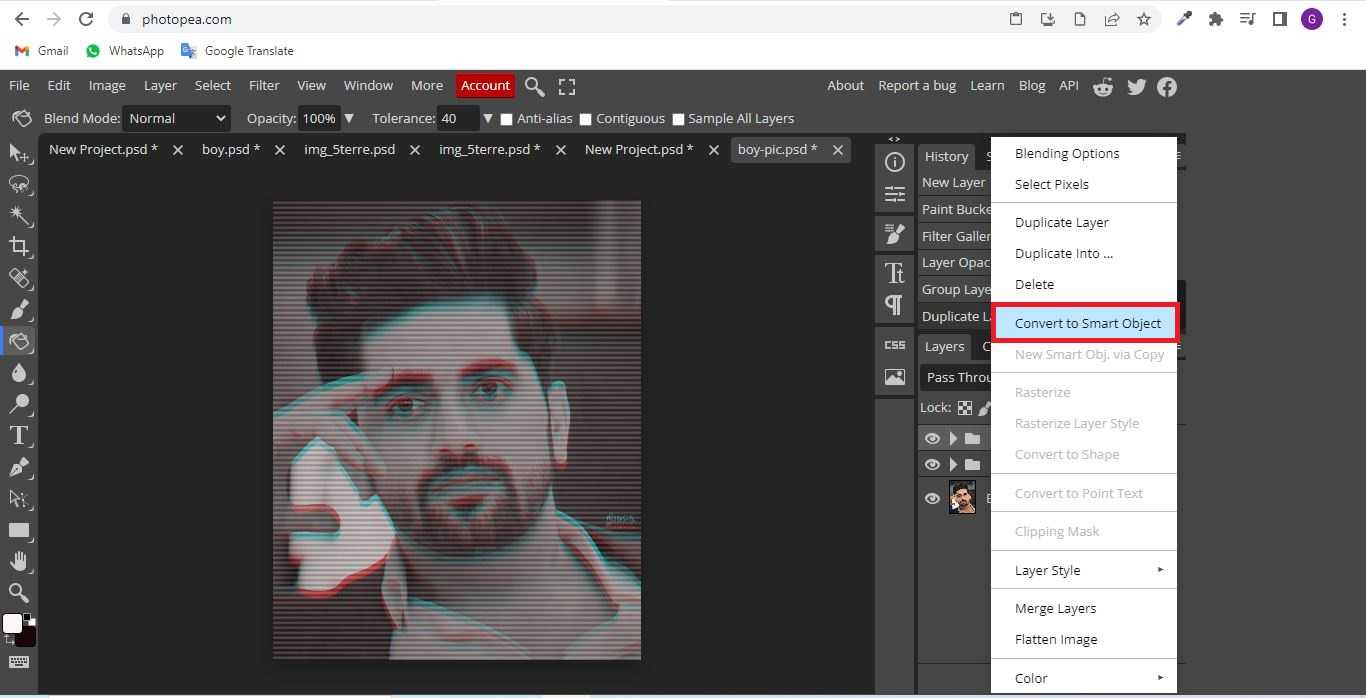 photopea.com
G
Gmail WhatsApp Google Translate
File Edit Image Layer Select Filter View Window More Account About Report a bug Learn Blog API
Blend Mode: Normal Opacity: 100% Tolerance: 40 Anti-alias Contiguous Sample All Layers
New Project.psd * boy.psd * img_5terre.psd img_5terre.psd * New Project.psd * boy-pic.psd *
History
New Layer
Paint Bucke
Filter Galler
Layer Opac
Group Laye
Duplicate L
CSS
Layers
Pass Throu
Lock:
Blending Options
Select Pixels
Duplicate Layer
Duplicate Into ...
Delete
Convert to Smart Object
New Smart Obj. via Copy
Rasterize
Rasterize Layer Style
Convert to Shape
Convert to Point Text
Clipping Mask
Layer Style
Merge Layers
Flatten Image
Color